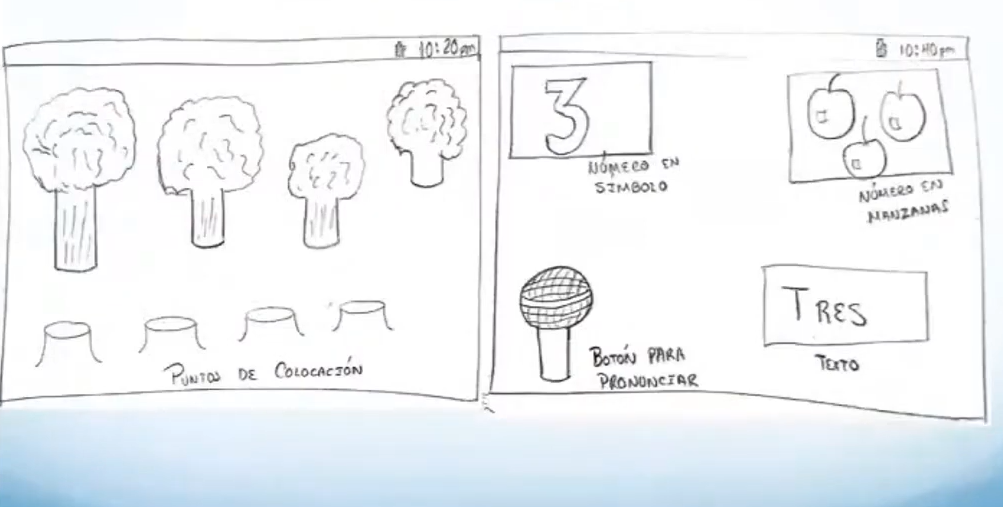 10:20 pm
PUNTOS DE COLOCACIÓN
10:40 pm
3
NÚMERO EN
SIMBOLO
NÚMERO EN
MANZANAS
BOTÓN PARA
PRONUNCIAR
TRES
TEXTO